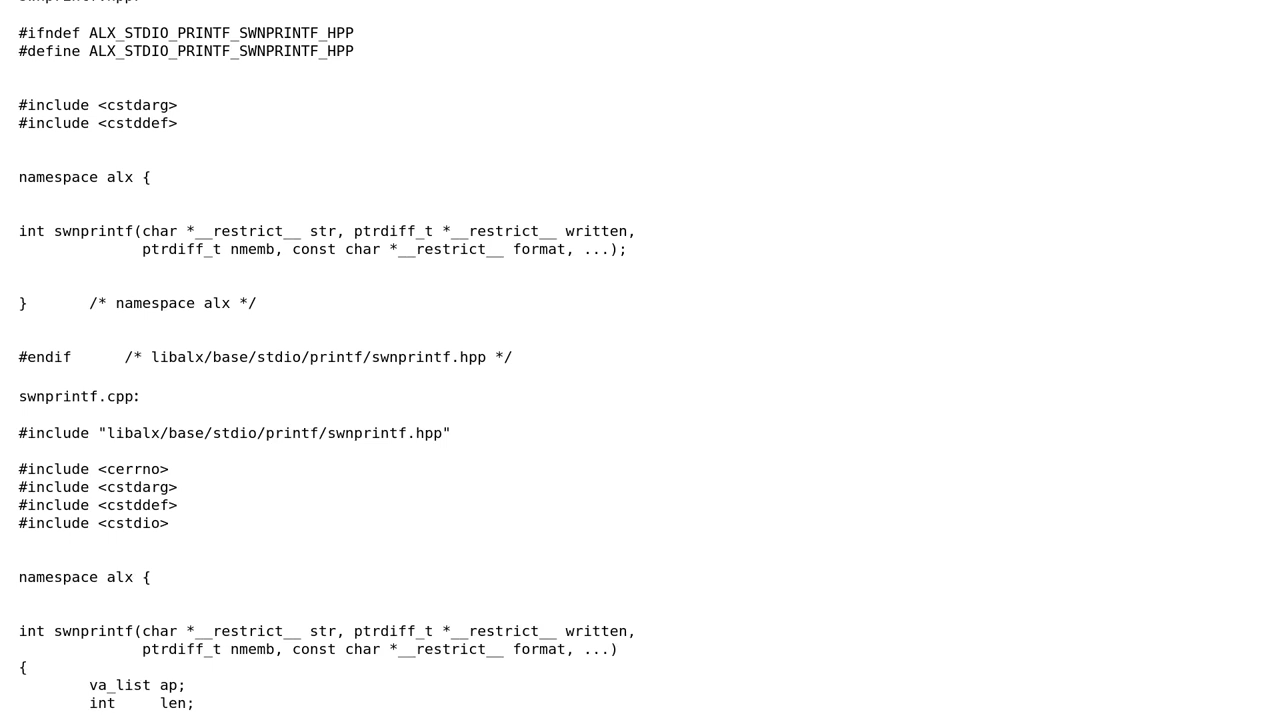 swnprintf.hpp:
#ifndef ALX_STDIO_PRINTF_SWNPRINTF_HPP
#define ALX_STDIO_PRINTF_SWNPRINTF_HPP
#include <cstdarg>
#include <cstddef>
namespace alx {
int swnprintf(char *__restrict__ str, ptrdiff_t *__restrict__ written,
              ptrdiff_t nmemb, const char *__restrict__ format, ...);
}       /* namespace alx */
#endif      /* libalx/base/stdio/printf/swnprintf.hpp */
swnprintf.cpp:
#include "libalx/base/stdio/printf/swnprintf.hpp"
#include <cerrno>
#include <cstdarg>
#include <cstddef>
#include <cstdio>
namespace alx {
int swnprintf(char *__restrict__ str, ptrdiff_t *__restrict__ written,
              ptrdiff_t nmemb, const char *__restrict__ format, ...)
{
        va_list ap;
        int     len;